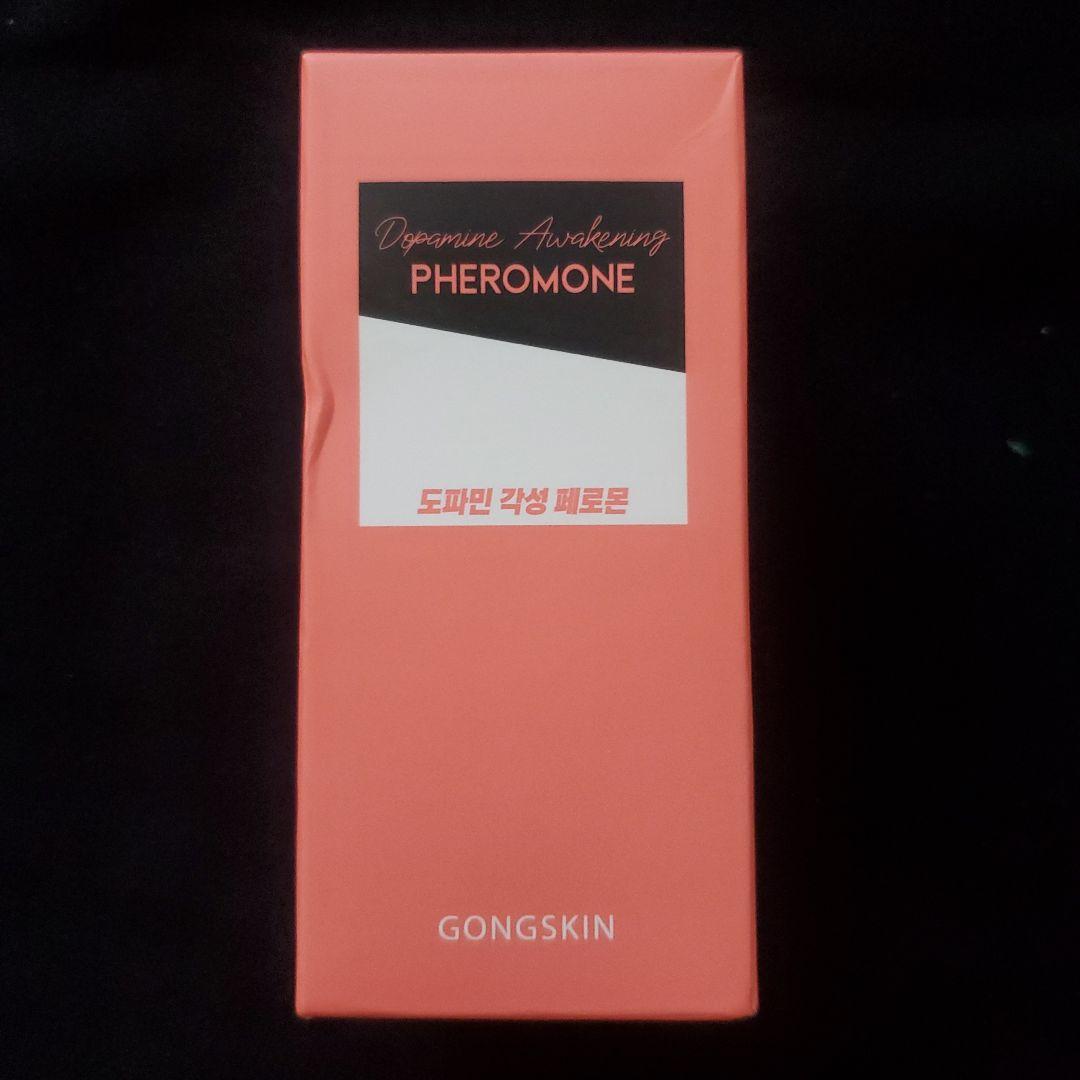 Dopamine Awakening
PHEROMONE
도파민 각성 페로몬
GONGSKIN